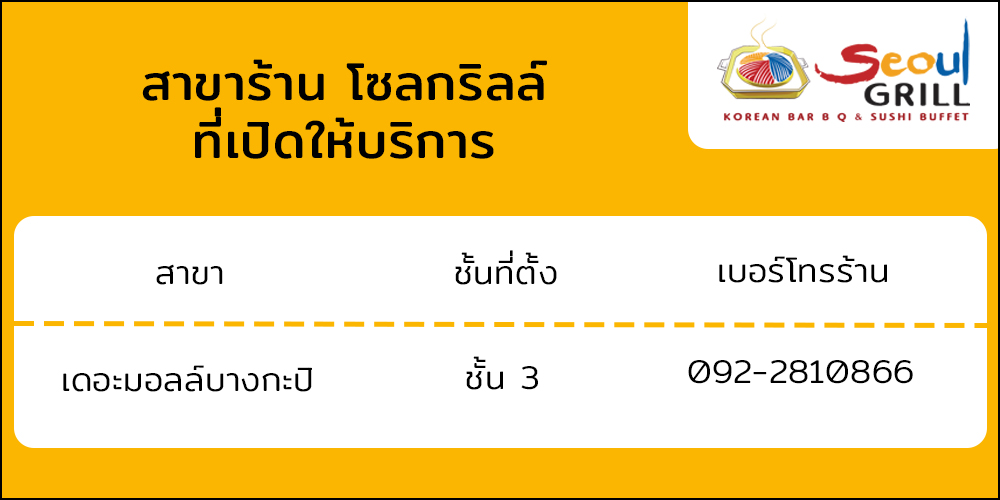 สาขาร้าน โซลกริลล์
ที่เปิดให้บริการ
Seoul
GRILL
KOREAN BAR B Q & SUSHI BUFFET
สาขา ชั้นที่ตั้ง เบอร์โทรร้าน
เดอะมอลล์บางกะปิ ชั้น 3 092-2810866